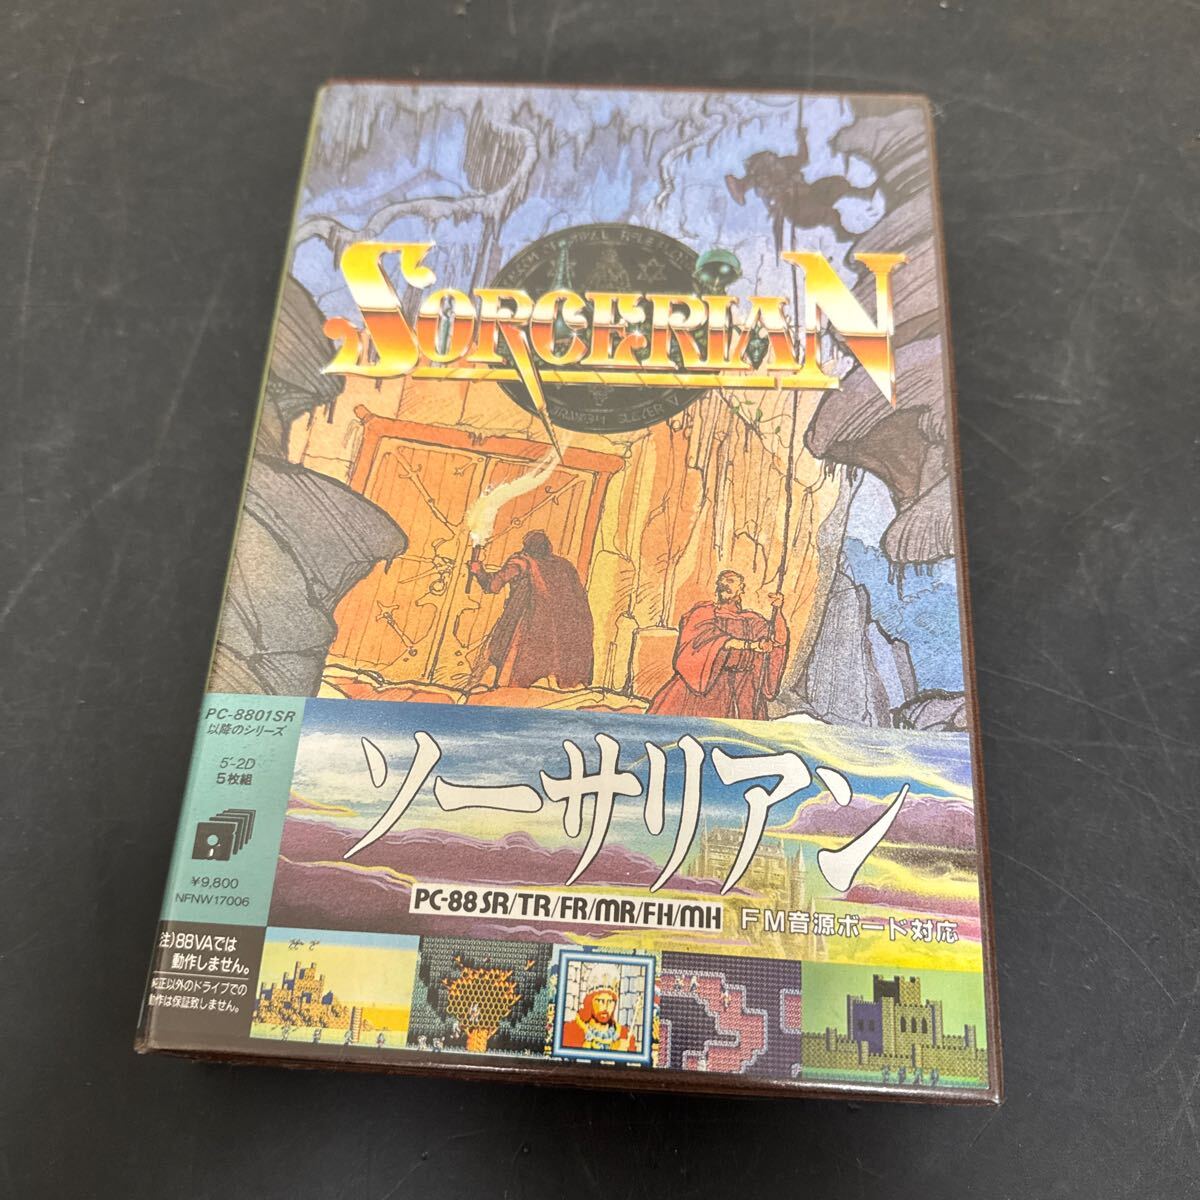 SORCERIAN
PC-8801SR
以降のシリーズ
5"-2D
5枚組
¥9,800
NFNW17006
ソーサリアン
PC-88 SR/TR/FR/MR/FH/MH
FM音源ボード対応
注)88VAでは
動作しません。
純正以外のドライブでの
動作は保証致しません。